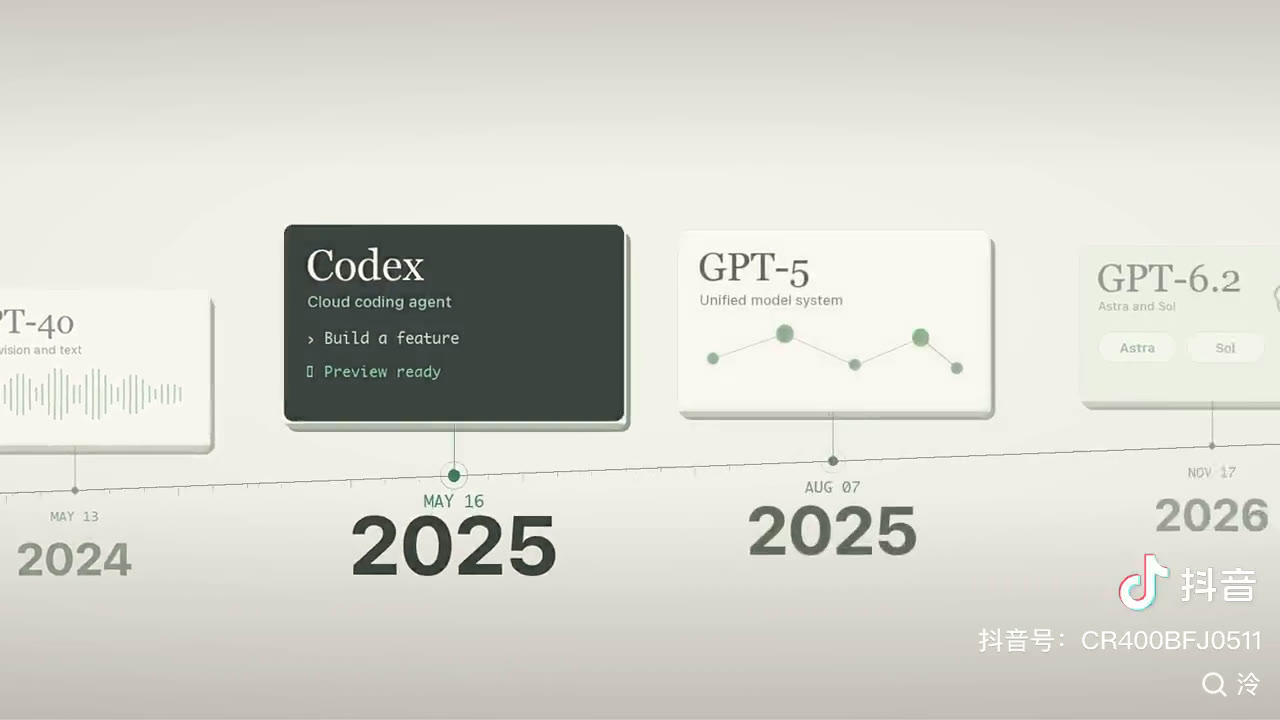 PT-4o
vision and text
MAY 13
2024
Codex
Cloud coding agent
› Build a feature
▯ Preview ready
MAY 16
2025
GPT-5
Unified model system
AUG 07
2025
GPT-6.2
Astra and Sol
Astra
Sol
NOV 17
2026
抖音
抖音号：CR400BFJ0511
泠